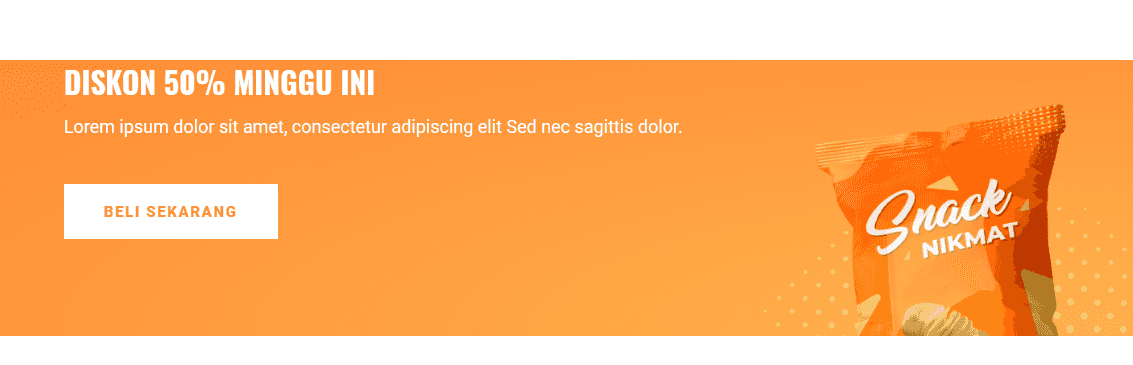 DISKON 50% MINGGU INI
Lorem ipsum dolor sit amet, consectetur adipiscing elit Sed nec sagittis dolor.
BELI SEKARANG
Snack
NIKMAT